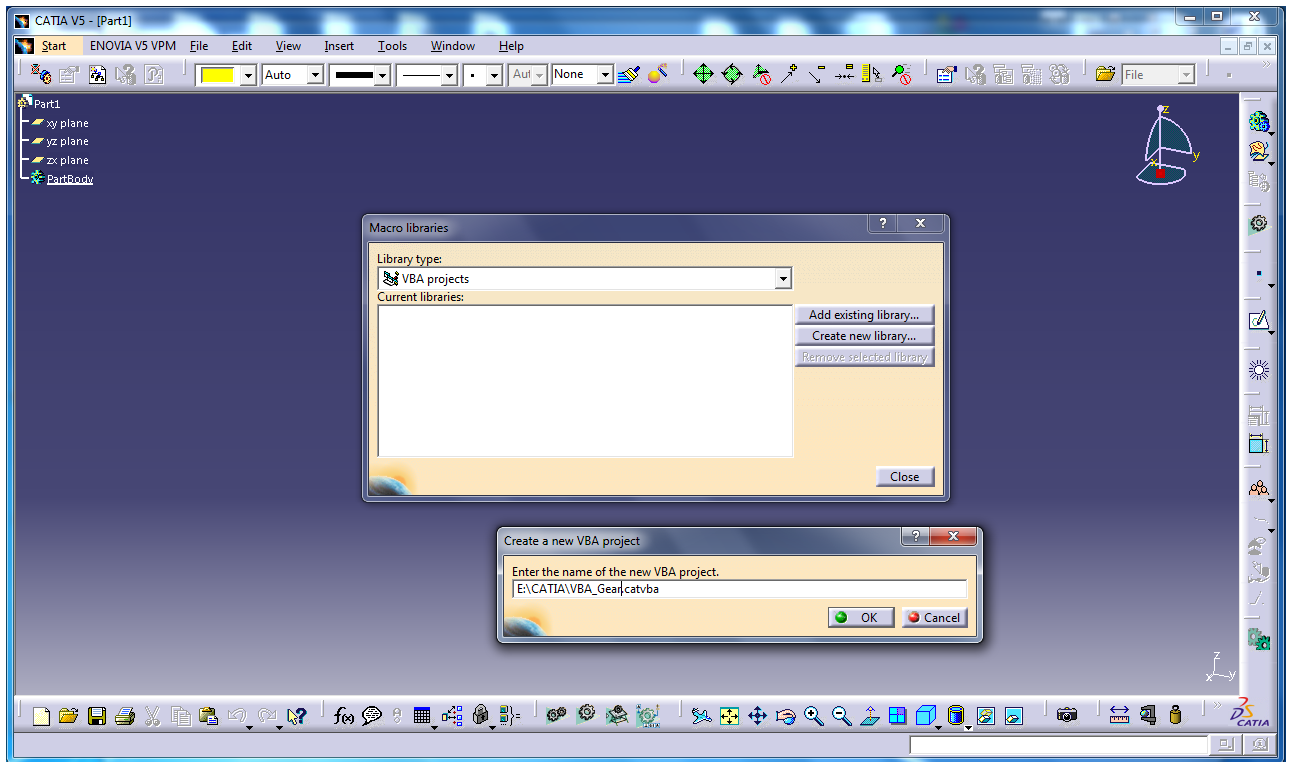 CATIA V5 - [Part1]
Start ENOVIA V5 VPM File Edit View Insert Tools Window Help
Auto Aut None File
Part1
xy plane
yz plane
zx plane
PartBody
z
y
x
Macro libraries
Library type:
VBA projects
Current libraries:
Add existing library...
Create new library...
Remove selected library
Close
Create a new VBA project
Enter the name of the new VBA project.
E:\CATIA\VBA_Gear.catvba
OK Cancel
z
x y
f(x)
CATIA